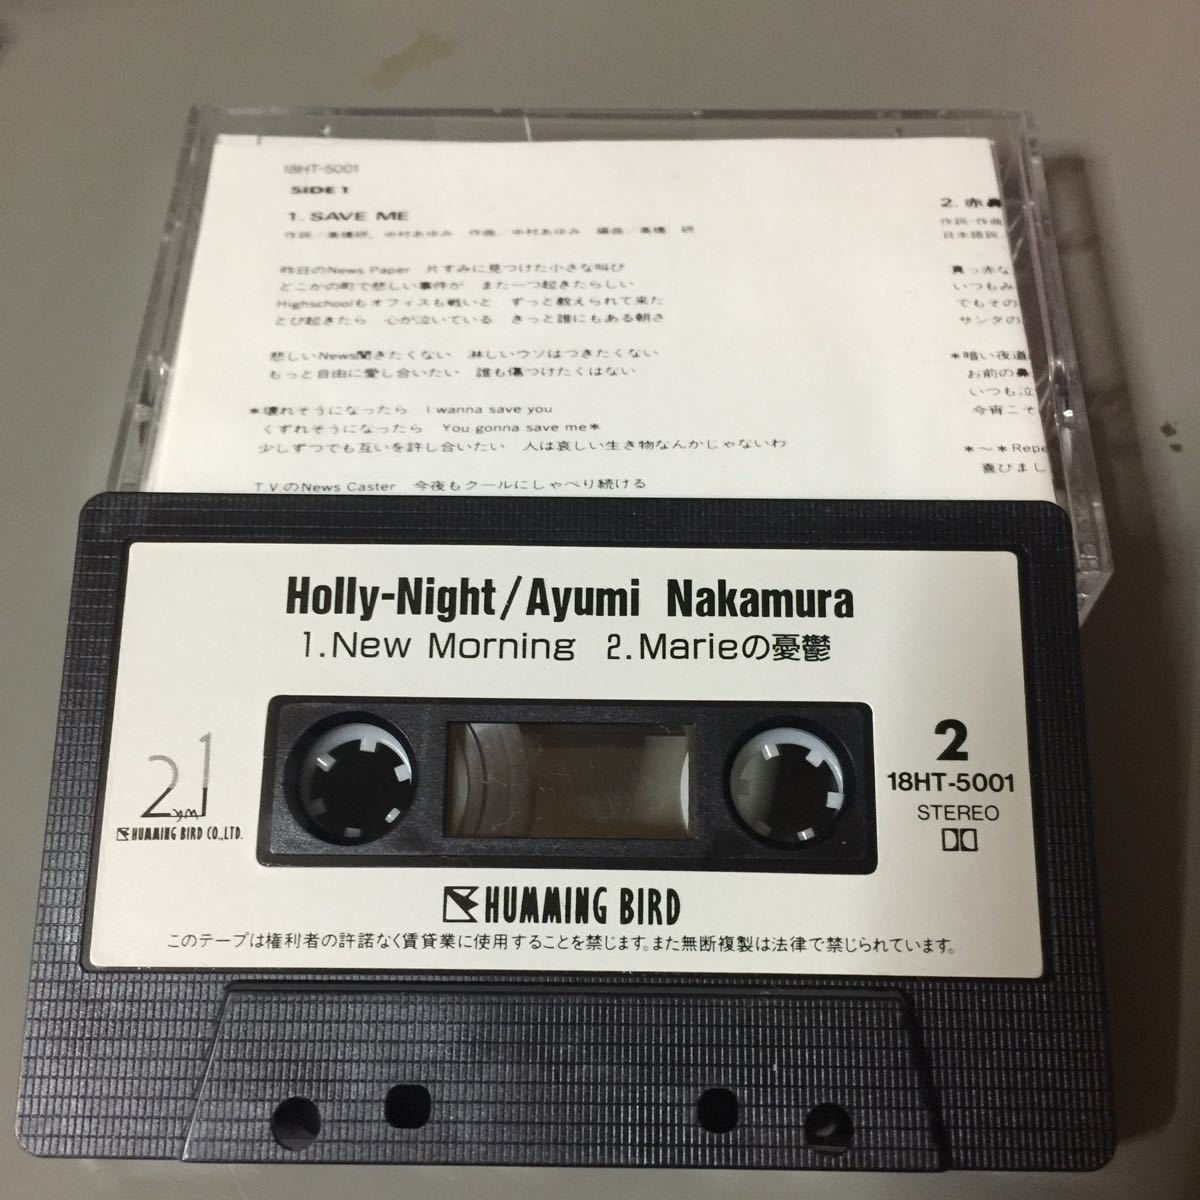 18HT-5001
SIDE 1
1. SAVE ME
作詞／高橋研、中村あゆみ 作曲／中村あゆみ 編曲／高橋 研
昨日のNews Paper 片すみに見つけた小さな叫び
どこかの町で悲しい事件が また一つ起きたらしい
Highschoolもオフィスも戦いと ずっと教えられて来た
とび起きたら 心が泣いている きっと誰にもある朝さ
悲しいNews聞きたくない 淋しいウソはつきたくない
もっと自由に愛し合いたい 誰も傷つけたくはない
*壊れそうになったら I wanna save you
くずれそうになったら You gonna save me*
少しずつでも互いを許し合いたい 人は哀しい生き物なんかじゃないわ
TVのNews Caster 今夜もクールにしゃべり続ける
2. 赤鼻
作詞・作曲
日本語詞
真っ赤な
いつもみ
でもその
サンタの
*暗い夜道
お前の鼻
いつも泣
今宵こそ
*～*Repe
喜びまし
Holly-Night/Ayumi Nakamura
1.New Morning 2.Marieの憂鬱
21
HUMMING BIRD CO.,LTD.
2
18HT-5001
STEREO
HUMMING BIRD
このテープは権利者の許諾なく賃貸業に使用することを禁じます。また無断複製は法律で禁じられています。